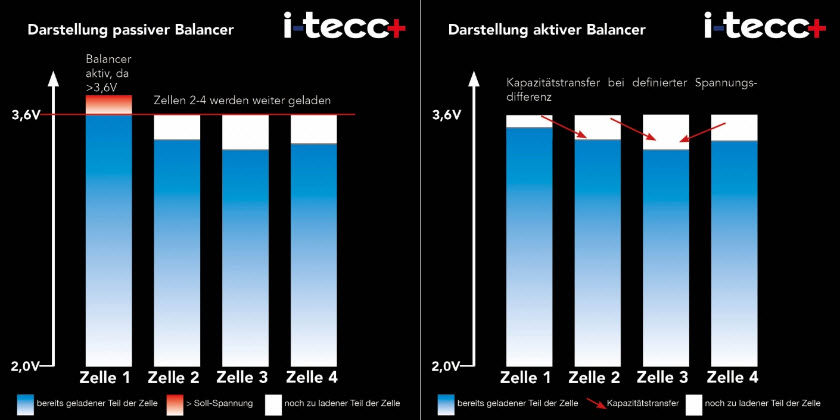 Darstellung passiver Balancer
i-tecc+
Balancer
aktiv, da
>3,6V
Zellen 2-4 werden weiter geladen
3,6V
2,0V
Zelle 1 Zelle 2 Zelle 3 Zelle 4
bereits geladener Teil der Zelle > Soll-Spannung noch zu ladener Teil der Zelle
Darstellung aktiver Balancer
i-tecc+
Kapazitätstransfer bei definierter Spannungs-
differenz
3,6V
2,0V
Zelle 1 Zelle 2 Zelle 3 Zelle 4
bereits geladener Teil der Zelle Kapazitätstransfer noch zu ladener Teil der Zelle